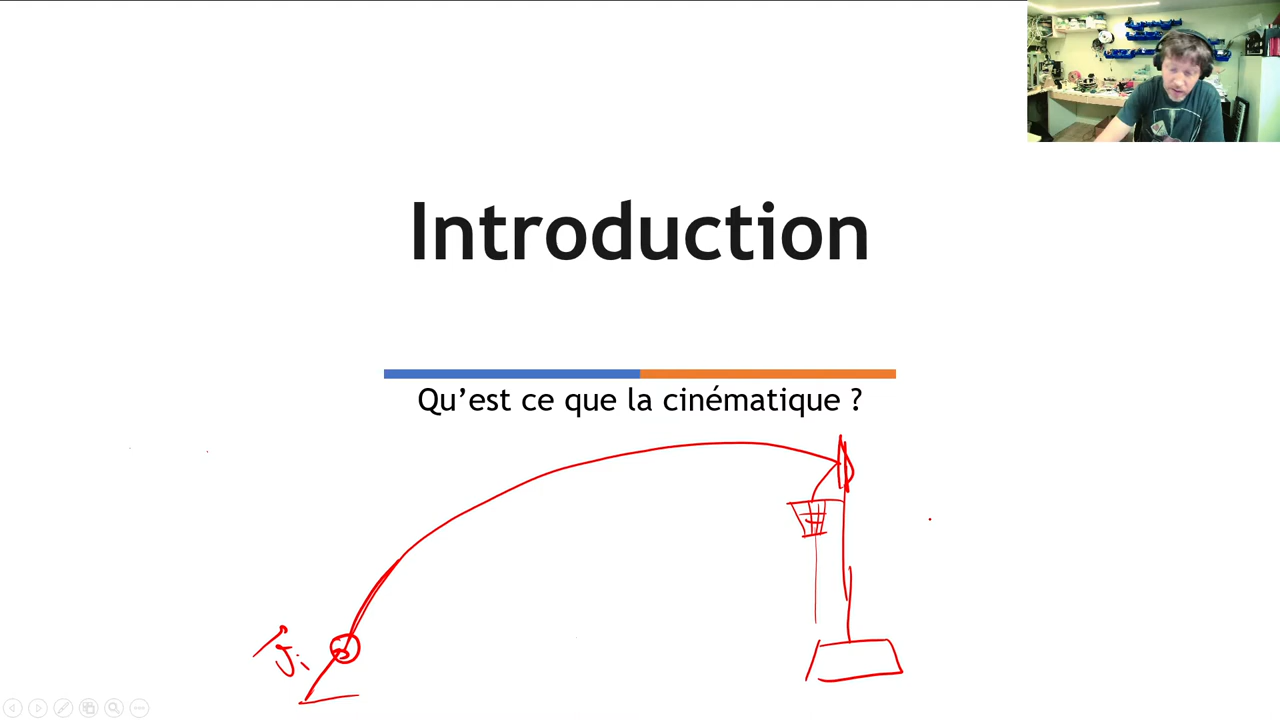 Introduction
Qu’est ce que la cinématique ?